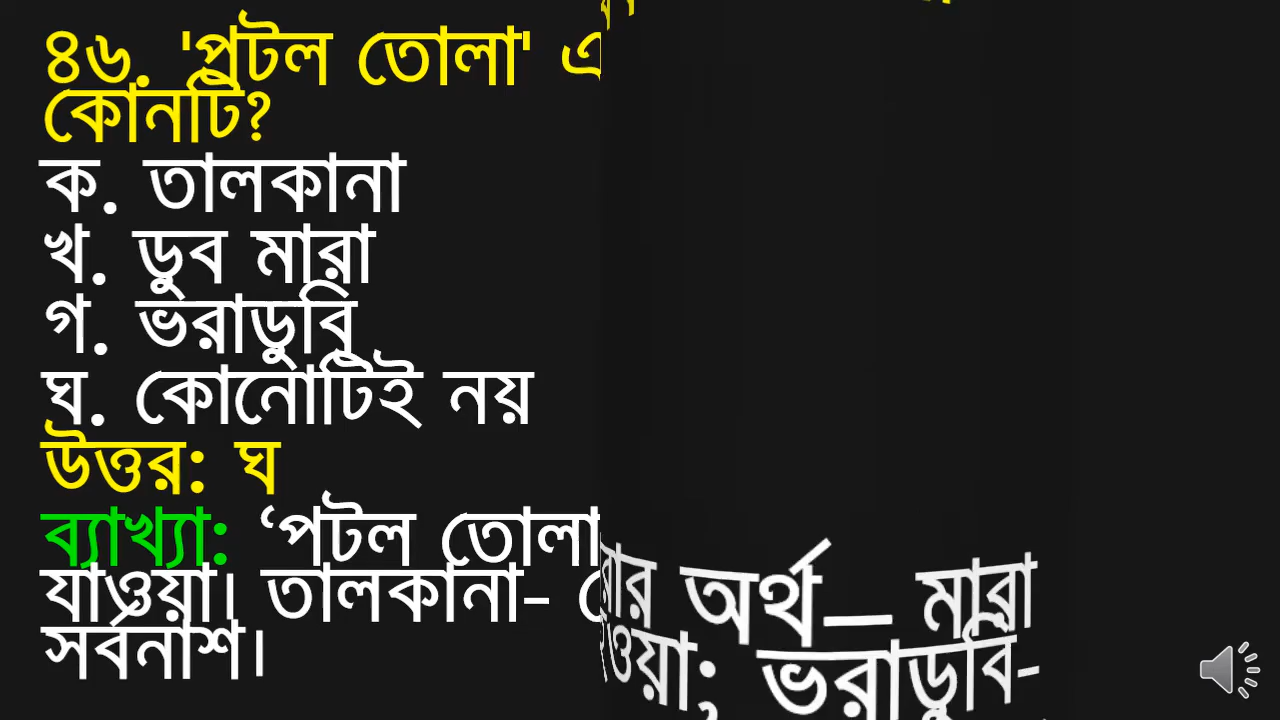 ৪৬. 'পটল তোলা' এ
কোনটি?
ক. তালকানা
খ. ডুব মারা
গ. ভরাডুবি
ঘ. কোনোটিই নয়
উত্তর: ঘ
ব্যাখ্যা: ‘পটল তোলা
যাওয়া। তালকানা-
সর্বনাশ।
অর্থ— মারা
ভরাডুবি-